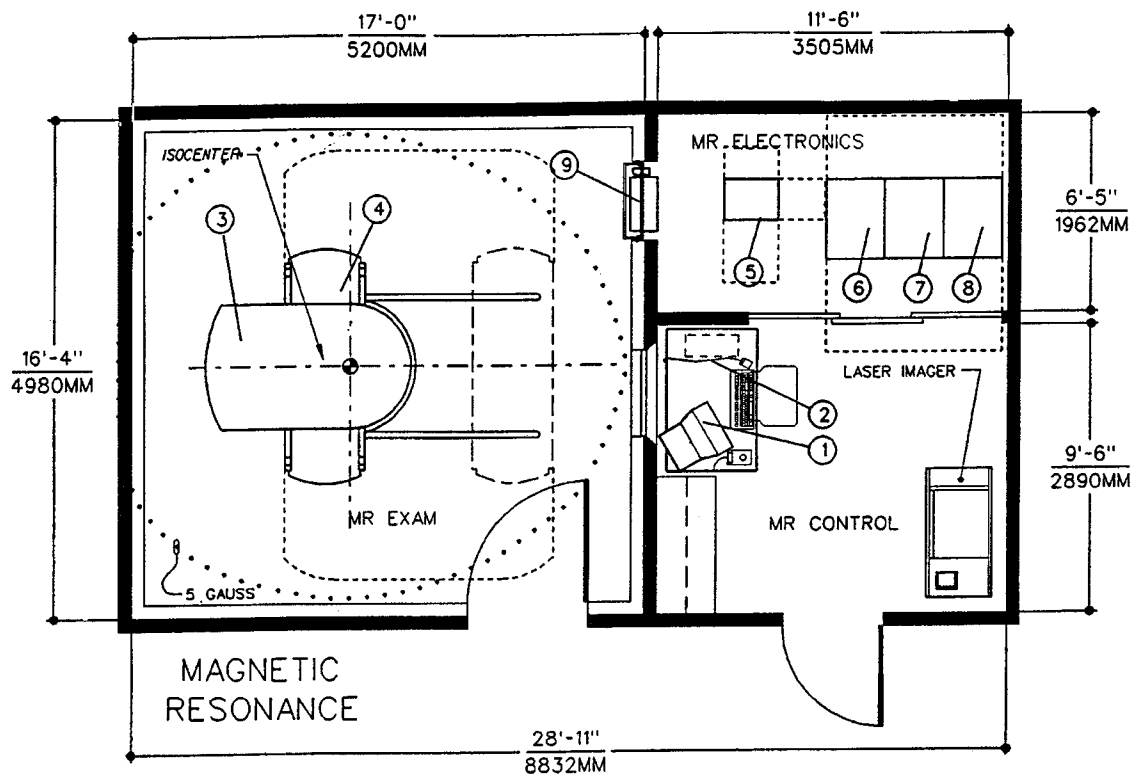 17'-0"
5200MM
11'-6"
3505MM
ISOCENTER
MR ELECTRONICS
9
3
4
6'-5"
1962MM
5
6
7
8
16'-4"
4980MM
LASER IMAGER
2
1
9'-6"
2890MM
MR EXAM
MR CONTROL
5 GAUSS
MAGNETIC
RESONANCE
28'-11"
8832MM